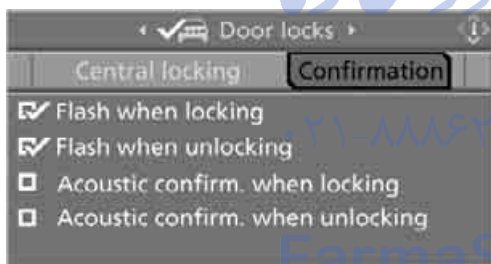 Door locks
Central locking Confirmation
Flash when locking
Flash when unlocking
Acoustic confirm. when locking
Acoustic confirm. when unlocking